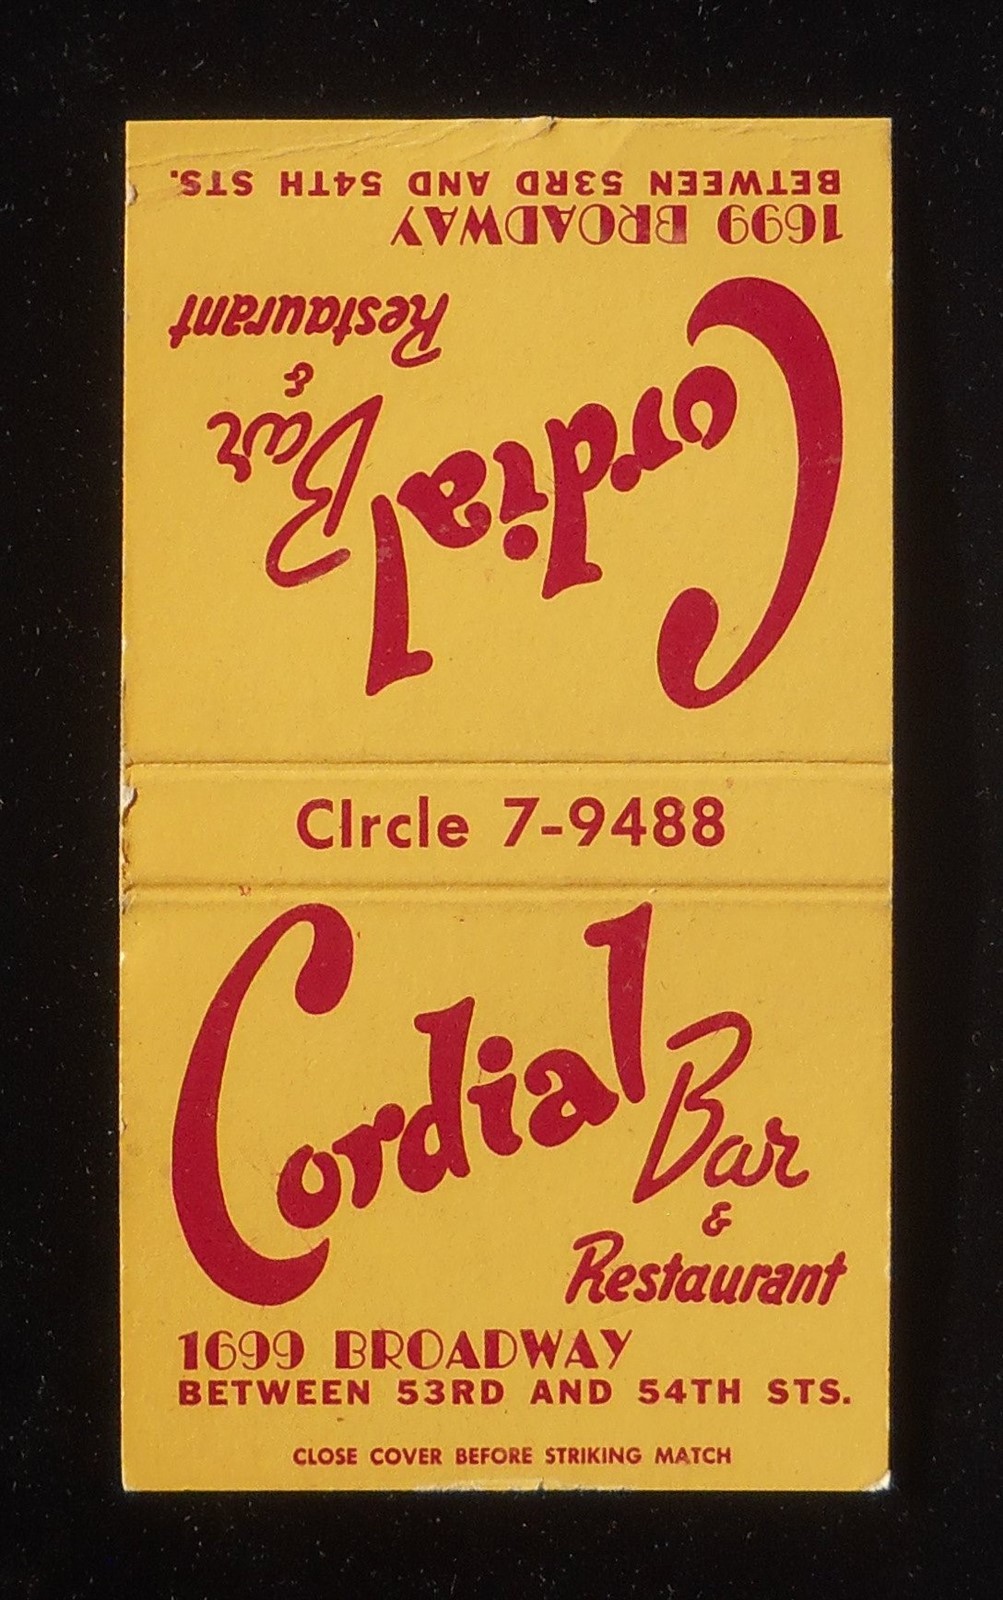 BETWEEN 53RD AND 54TH STS.
1699 BROADWAY
Restaurant
&
Bar
Cordial
CIrcle 7-9488
Cordial
Bar
&
Restaurant
1699 BROADWAY
BETWEEN 53RD AND 54TH STS.
CLOSE COVER BEFORE STRIKING MATCH